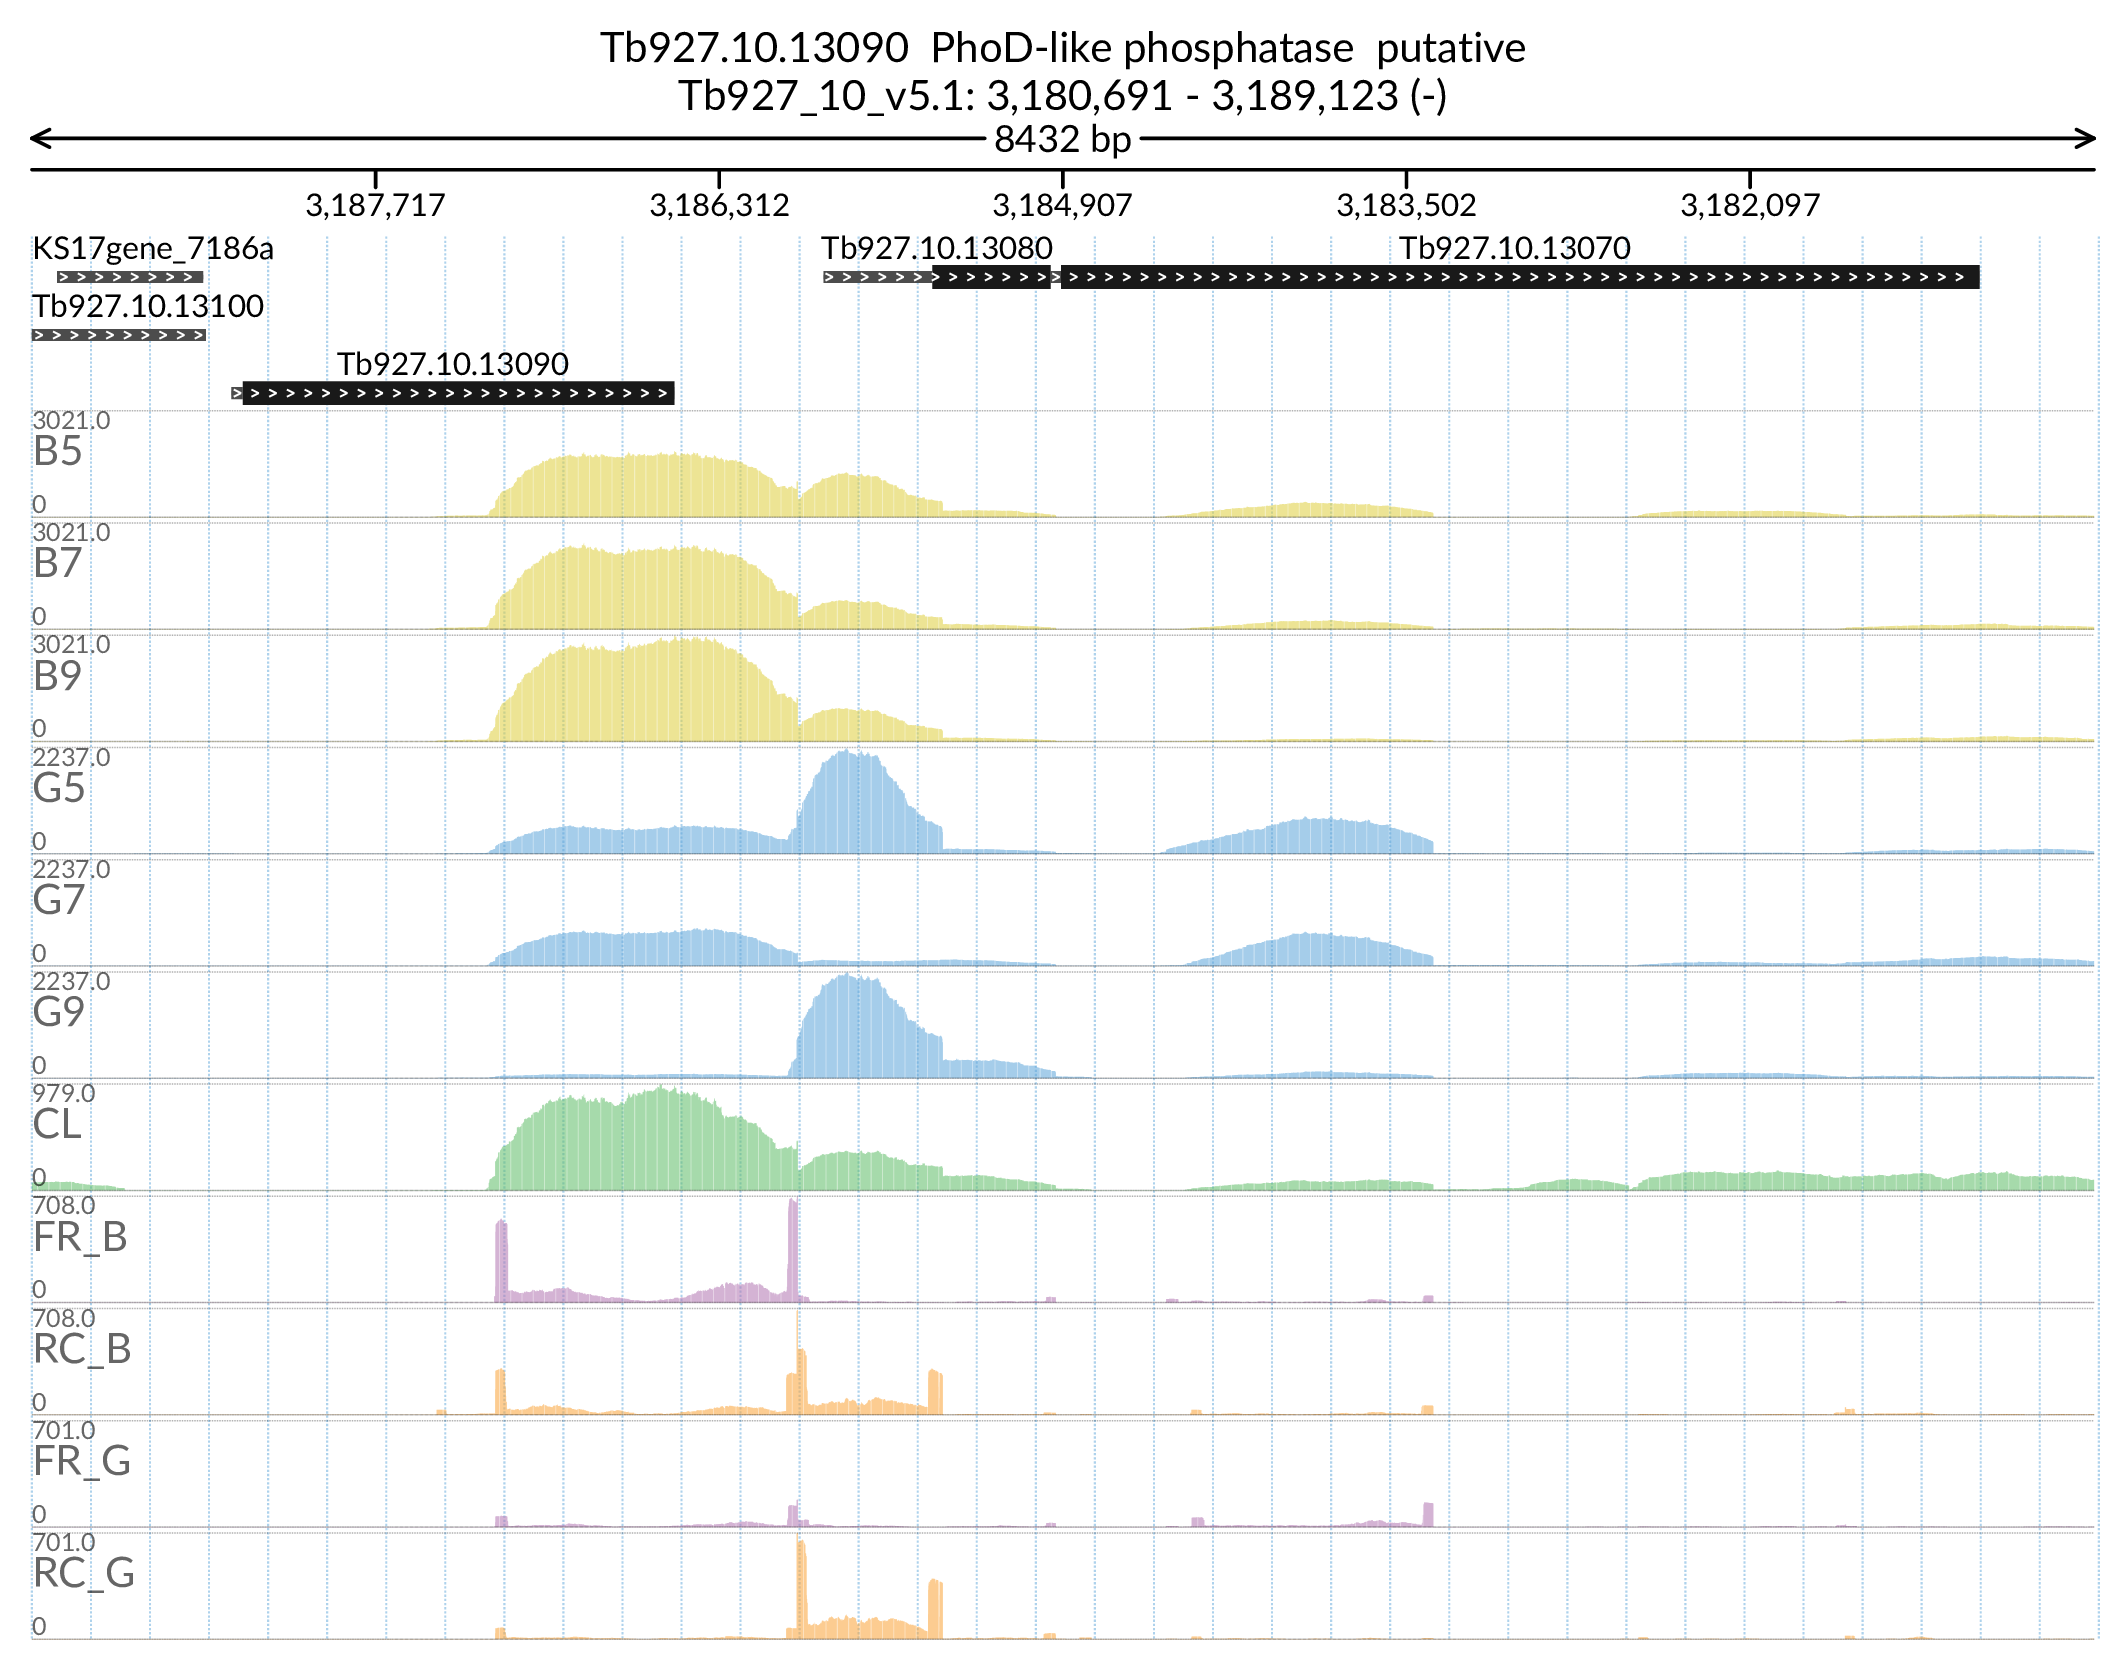 Tb927.10.13090  PhoD-like phosphatase  putative
Tb927_10_v5.1: 3,180,691 - 3,189,123 (-)
8432 bp
3,187,717 3,186,312 3,184,907 3,183,502 3,182,097
KS17gene_7186a Tb927.10.13080 Tb927.10.13070
Tb927.10.13100
Tb927.10.13090
3021.0
B5
0
3021.0
B7
0
3021.0
B9
0
2237.0
G5
0
2237.0
G7
0
2237.0
G9
0
979.0
CL
0
708.0
FR_B
0
708.0
RC_B
0
701.0
FR_G
0
701.0
RC_G
0